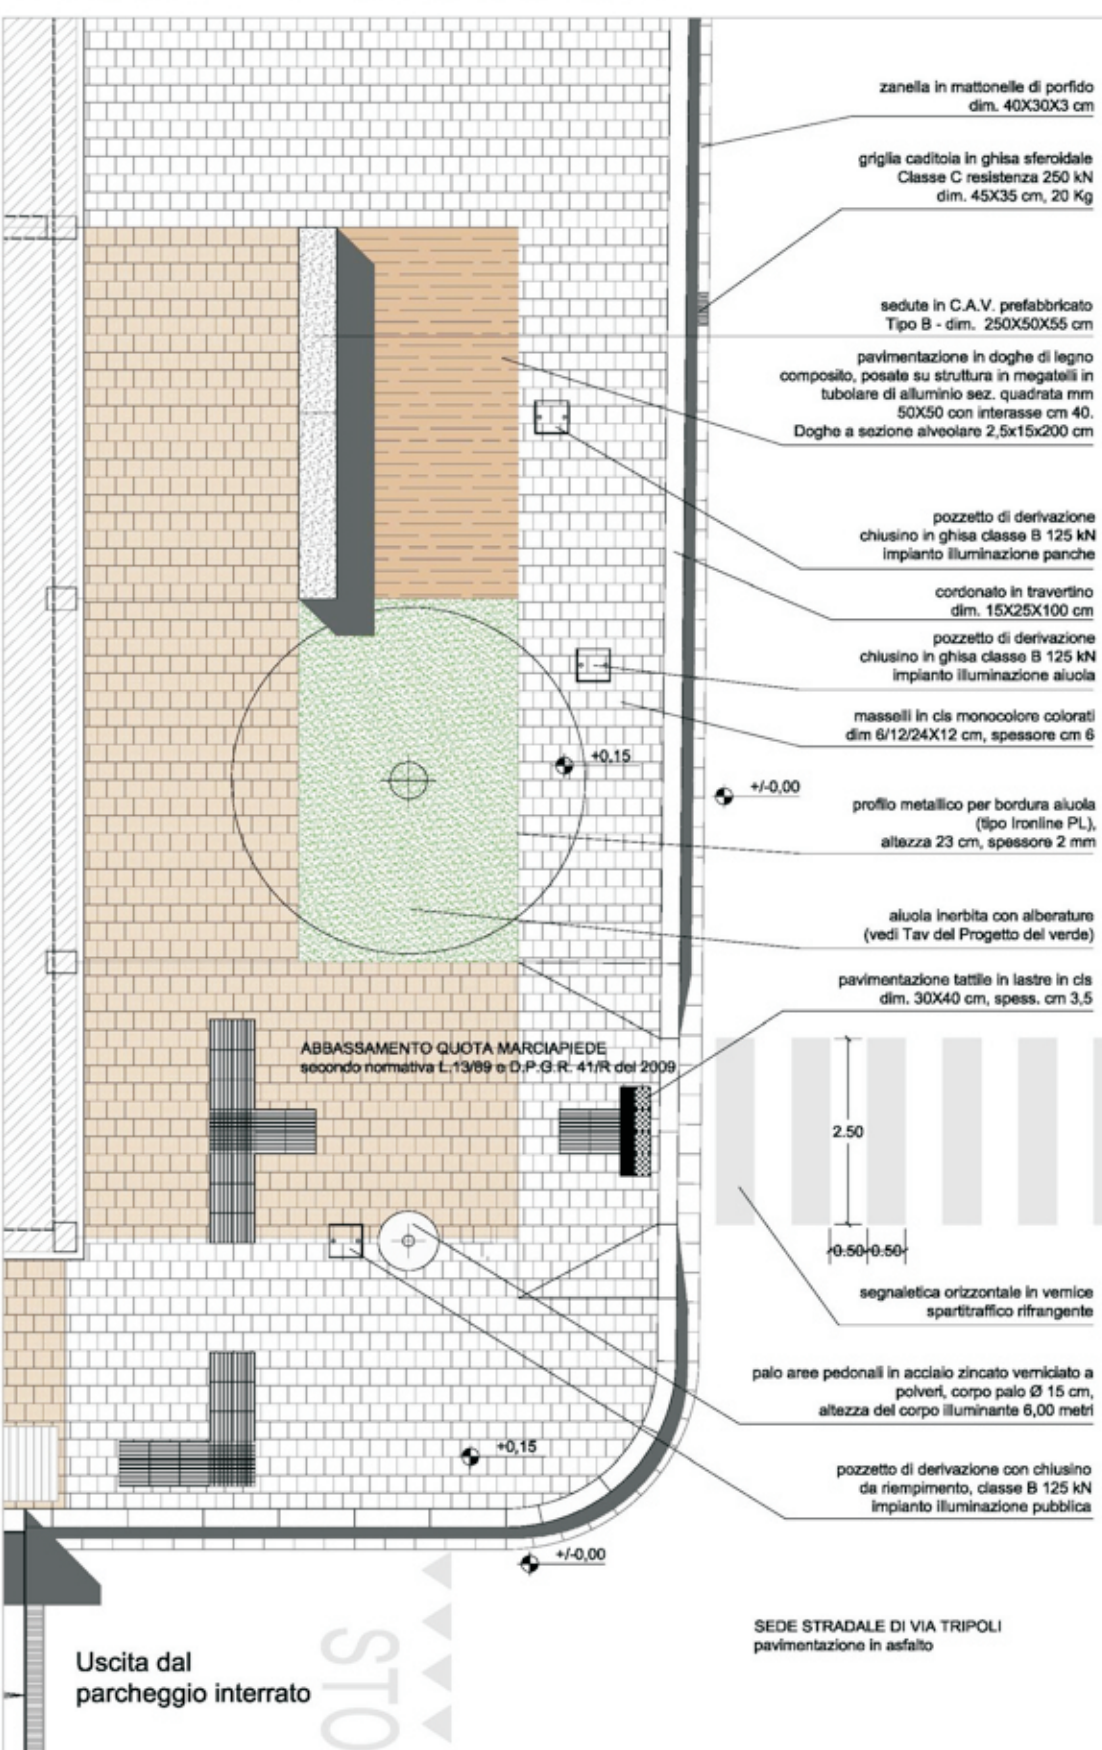 zanella in mattonelle di porfido
dim. 40X30X3 cm
griglia caditoia in ghisa sferoidale
Classe C resistenza 250 kN
dim. 45X35 cm, 20 Kg
sedute in C.A.V. prefabbricato
Tipo B - dim. 250X50X55 cm
pavimentazione in doghe di legno
composito, posate su struttura in megatelli in
tubolare di alluminio sez. quadrata mm
50X50 con interasse cm 40.
Doghe a sezione alveolare 2,5x15x200 cm
pozzetto di derivazione
chiusino in ghisa classe B 125 kN
impianto illuminazione panche
cordonato in travertino
dim. 15X25X100 cm
pozzetto di derivazione
chiusino in ghisa classe B 125 kN
impianto illuminazione aiuola
masselli in cls monocolore colorati
dim 6/12/24X12 cm, spessore cm 6
+0,15
+/-0,00
profilo metallico per bordura aiuola
(tipo Ironline PL),
altezza 23 cm, spessore 2 mm
aiuola inerbita con alberature
(vedi Tav del Progetto del verde)
pavimentazione tattile in lastre in cls
dim. 30X40 cm, spess. cm 3,5
ABBASSAMENTO QUOTA MARCIAPIEDE
secondo normativa L.13/89 e D.P.G.R. 41/R del 2009
2.50
0.50 0.50
segnaletica orizzontale in vernice
spartitraffico rifrangente
palo aree pedonali in acciaio zincato verniciato a
polveri, corpo palo Ø 15 cm,
altezza del corpo illuminante 6,00 metri
+0,15
pozzetto di derivazione con chiusino
da riempimento, classe B 125 kN
impianto illuminazione pubblica
+/-0,00
SEDE STRADALE DI VIA TRIPOLI
pavimentazione in asfalto
Uscita dal
parcheggio interrato
STO